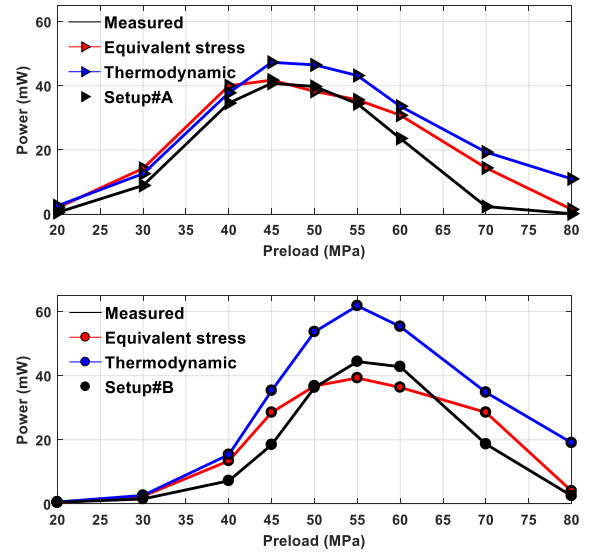 60
40
20
0
Power (mW)
Measured
Equivalent stress
Thermodynamic
Setup#A
20 25 30 35 40 45 50 55 60 65 70 75 80
Preload (MPa)
60
40
20
0
Power (mW)
Measured
Equivalent stress
Thermodynamic
Setup#B
20 25 30 35 40 45 50 55 60 65 70 75 80
Preload (MPa)